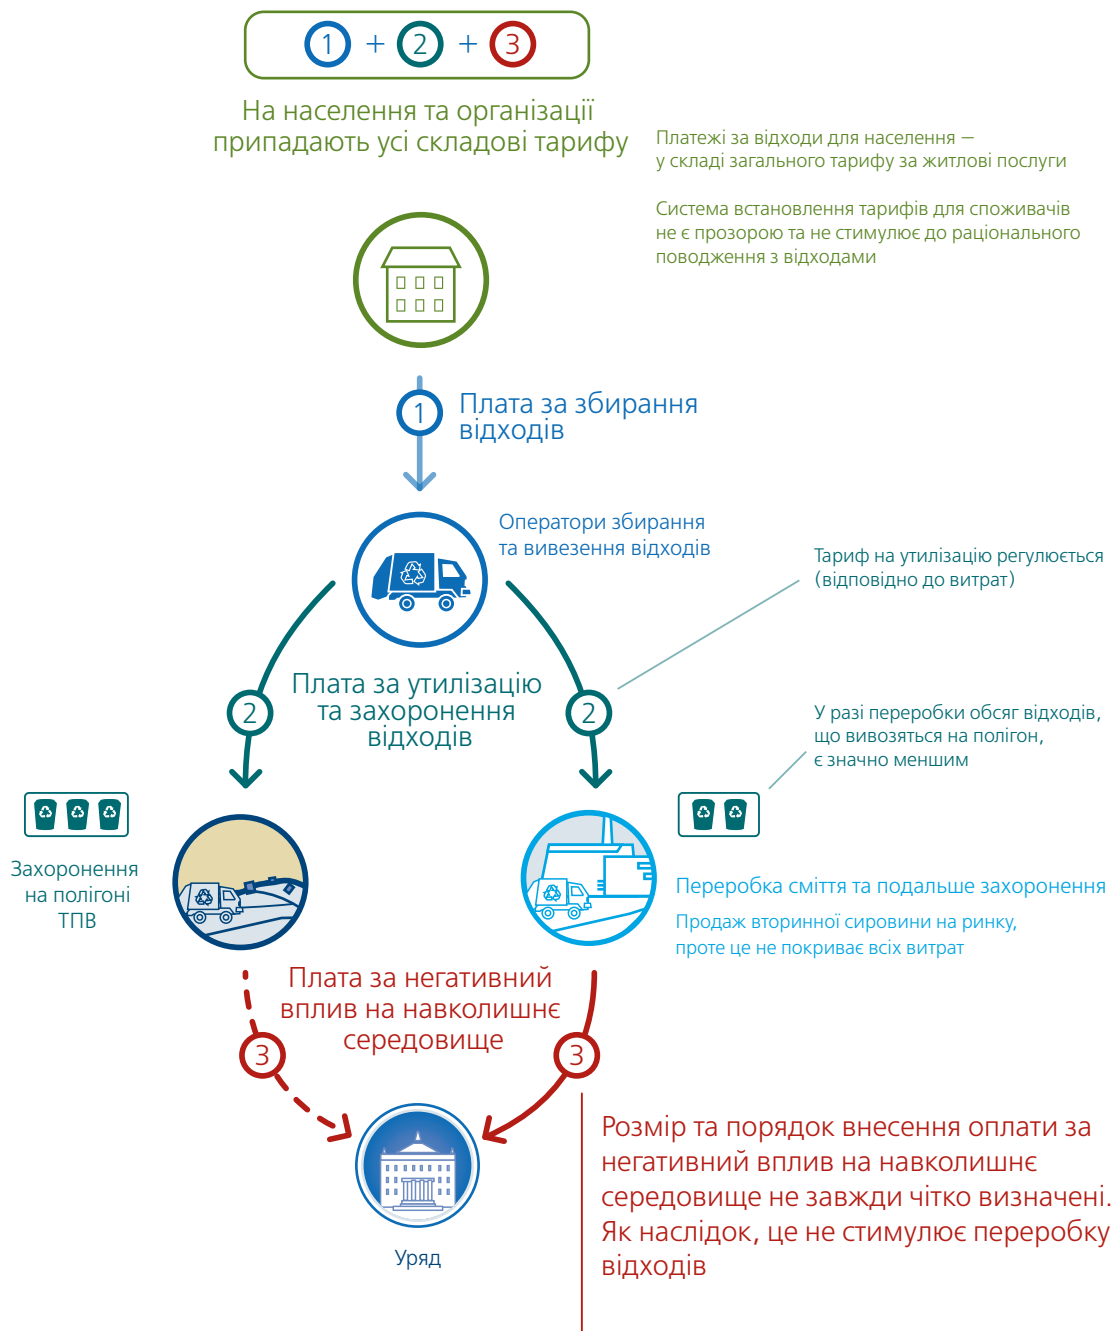 1 + 2 + 3
На населення та організації
припадають усі складові тарифу
Платежі за відходи для населення —
у складі загального тарифу за житлові послуги
Система встановлення тарифів для споживачів
не є прозорою та не стимулює до раціонального
поводження з відходами
1
Плата за збирання
відходів
Оператори збирання
та вивезення відходів
Тариф на утилізацію регулюється
(відповідно до витрат)
Плата за утилізацію
та захоронення
відходів
2
2
У разі переробки обсяг відходів,
що вивозяться на полігон,
є значно меншим
Захоронення
на полігоні
ТПВ
Переробка сміття та подальше захоронення
Продаж вторинної сировини на ринку,
проте це не покриває всіх витрат
Плата за негативний
вплив на навколишнє
середовище
3
3
Розмір та порядок внесення оплати за
негативний вплив на навколишнє
середовище не завжди чітко визначені.
Як наслідок, це не стимулює переробку
відходів
Уряд